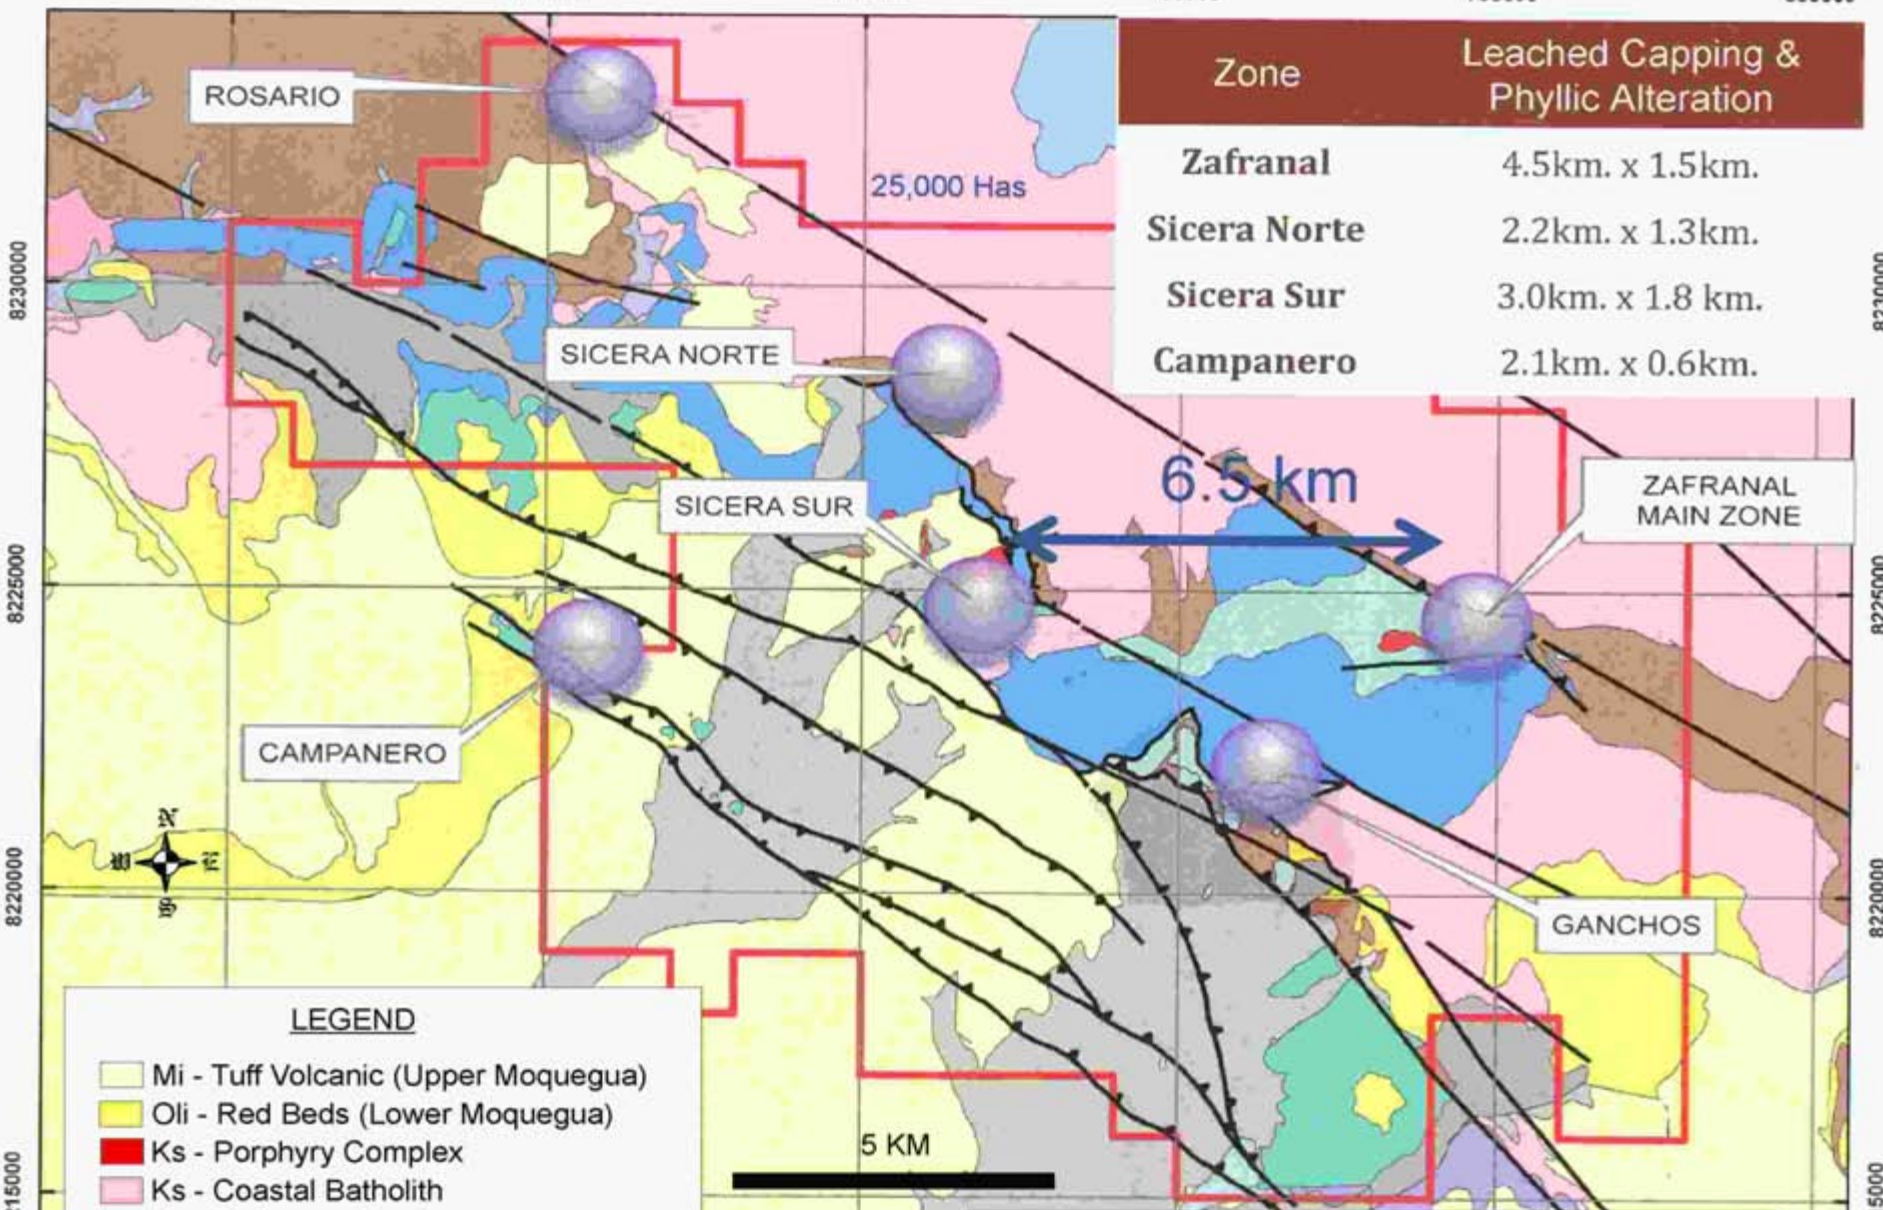 Zone
Leached Capping &
Phyllic Alteration
Zafranal
4.5km. x 1.5km.
Sicera Norte
2.2km. x 1.3km.
Sicera Sur
3.0km. x 1.8 km.
Campanero
2.1km. x 0.6km.
ROSARIO
25,000 Has
SICERA NORTE
6.5 km
ZAFRANAL
MAIN ZONE
SICERA SUR
CAMPANERO
GANCHOS
8230000
8225000
8220000
8225000
8220000
5 KM
LEGEND
Mi - Tuff Volcanic (Upper Moquegua)
Oli - Red Beds (Lower Moquegua)
Ks - Porphyry Complex
Ks - Coastal Batholith